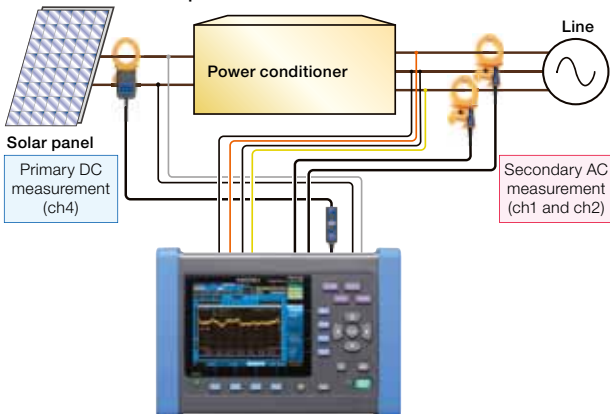 Power conditioner
Line
Solar panel
Primary DC
measurement
(ch4)
Secondary AC
measurement
(ch1 and ch2)